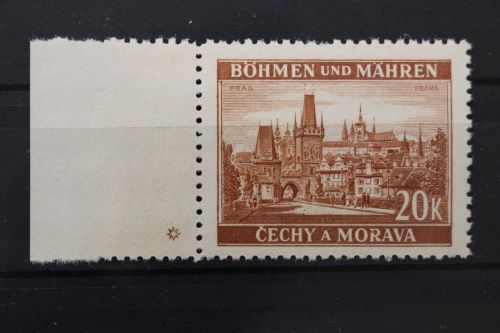 BÖHMEN UND MÄHREN
PRAG PRAHA
20K
ČECHY A MORAVA